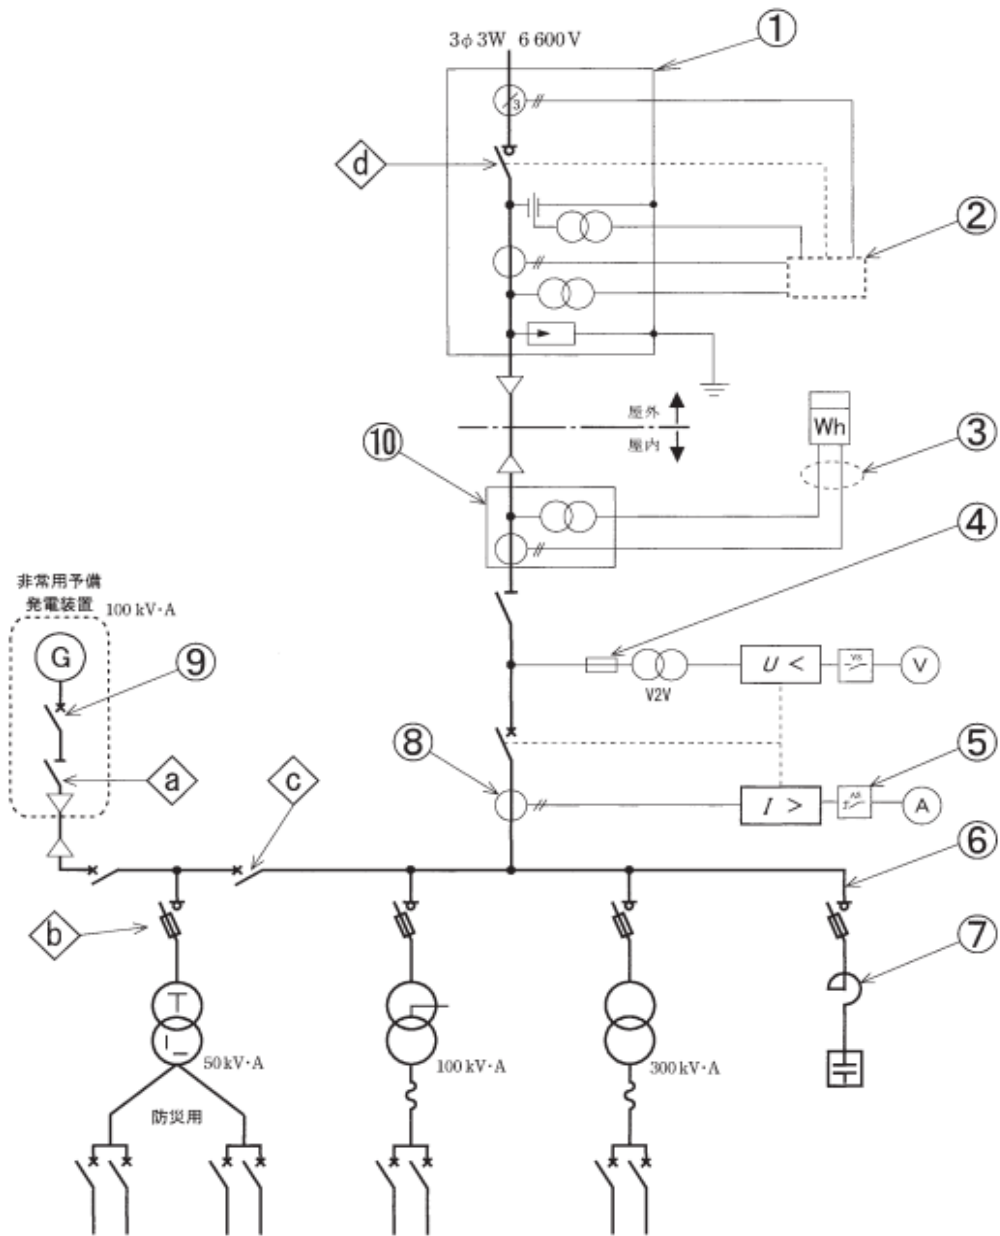 ①
3φ3W 6 600V
3
d
②
屋外
屋内
Wh
③
⑩
④
非常用予備
発電装置
100 kV・A
G
⑨
V2V
U <
VS
V
⑧
⑤
a
c
I >
AS
A
⑥
b
⑦
50 kV・A
100 kV・A
300 kV・A
防災用